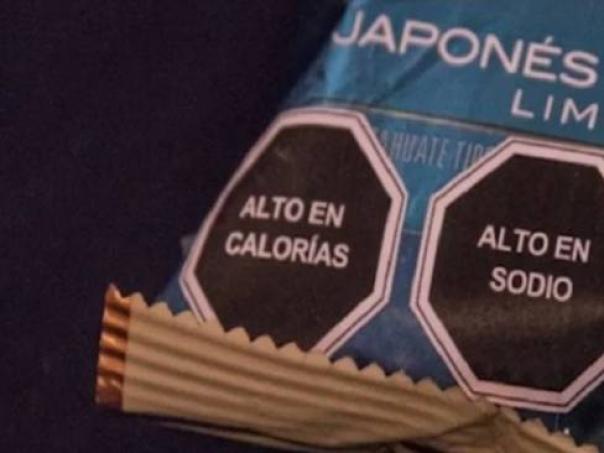 JAPONÉS
LIM
ALTO EN
CALORÍAS
ALTO EN
SODIO